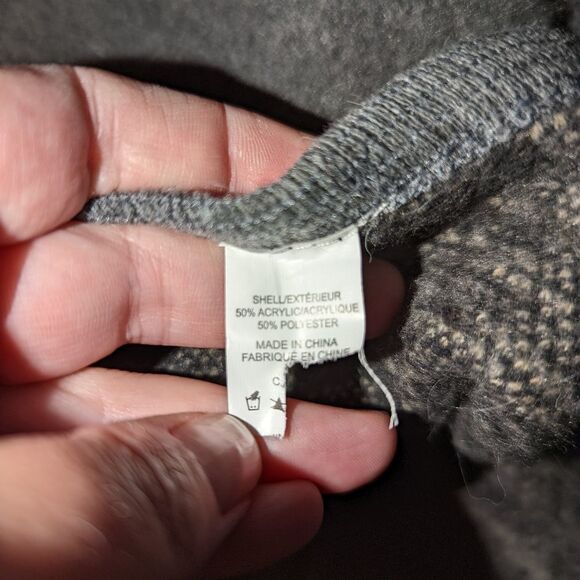 SHELL/EXTÉRIEUR
50% ACRYLIC/ACRYLIQUE
50% POLYESTER
MADE IN CHINA
FABRIQUÉ EN CHINE